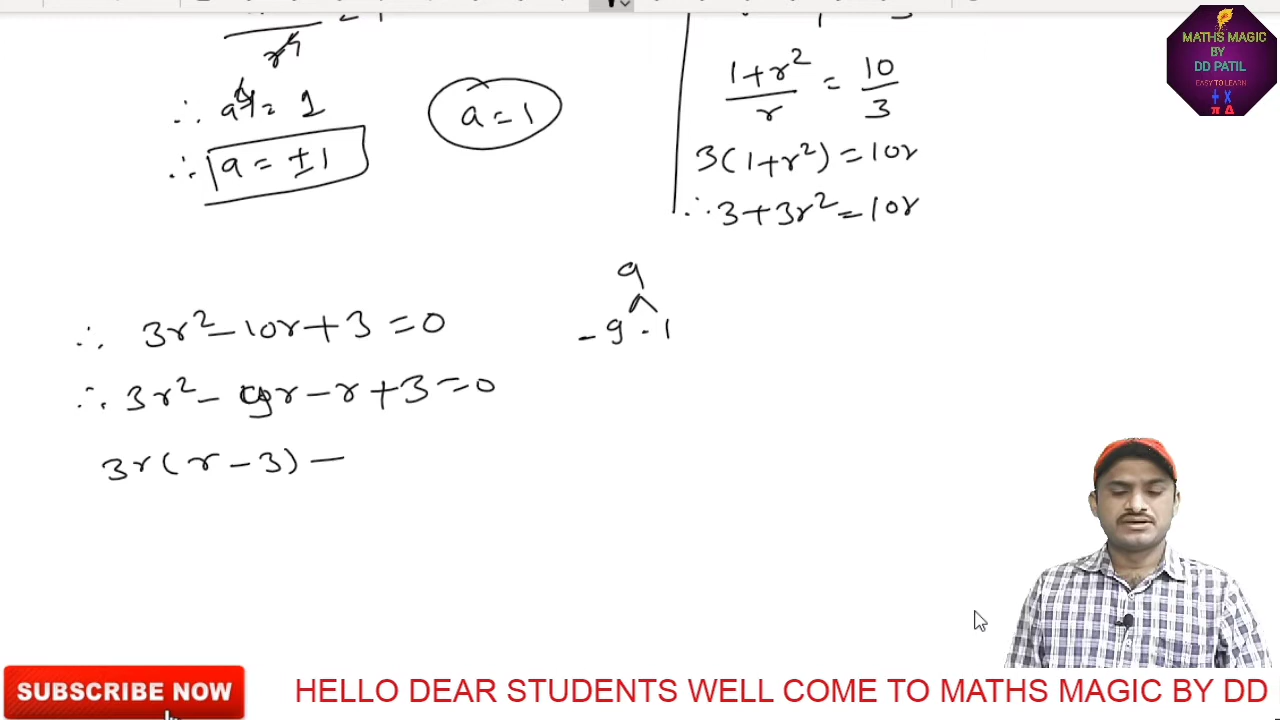 ∴ a⁴ = 1
∴ a = ±1
a = 1
(1+r²)/r = 10/3
3(1+r²) = 10r
∴ 3+3r² = 10r
9
-9 -1
∴ 3r² - 10r + 3 = 0
∴ 3r² - 9r - r + 3 = 0
3r(r - 3) -
MATHS MAGIC
BY
DD PATIL
EASY TO LEARN
÷ X
π Δ
SUBSCRIBE NOW
HELLO DEAR STUDENTS WELL COME TO MATHS MAGIC BY DD